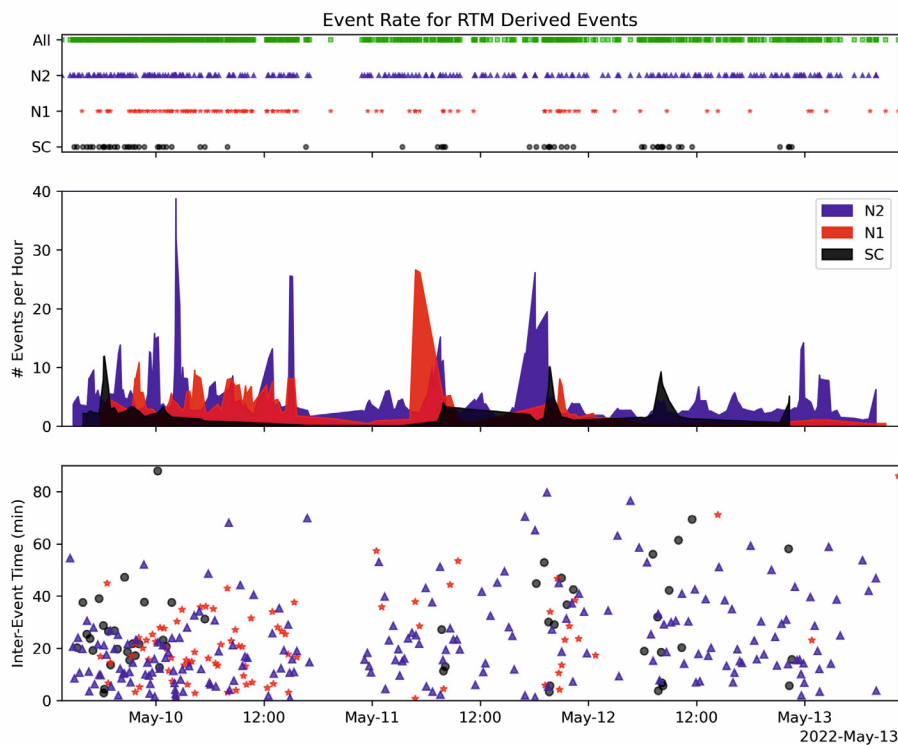 Event Rate for RTM Derived Events
All
N2
N1
SC
40
30
20
10
0
# Events per Hour
N2
N1
SC
80
60
40
20
0
Inter-Event Time (min)
May-10
12:00
May-11
12:00
May-12
12:00
May-13
2022-May-13